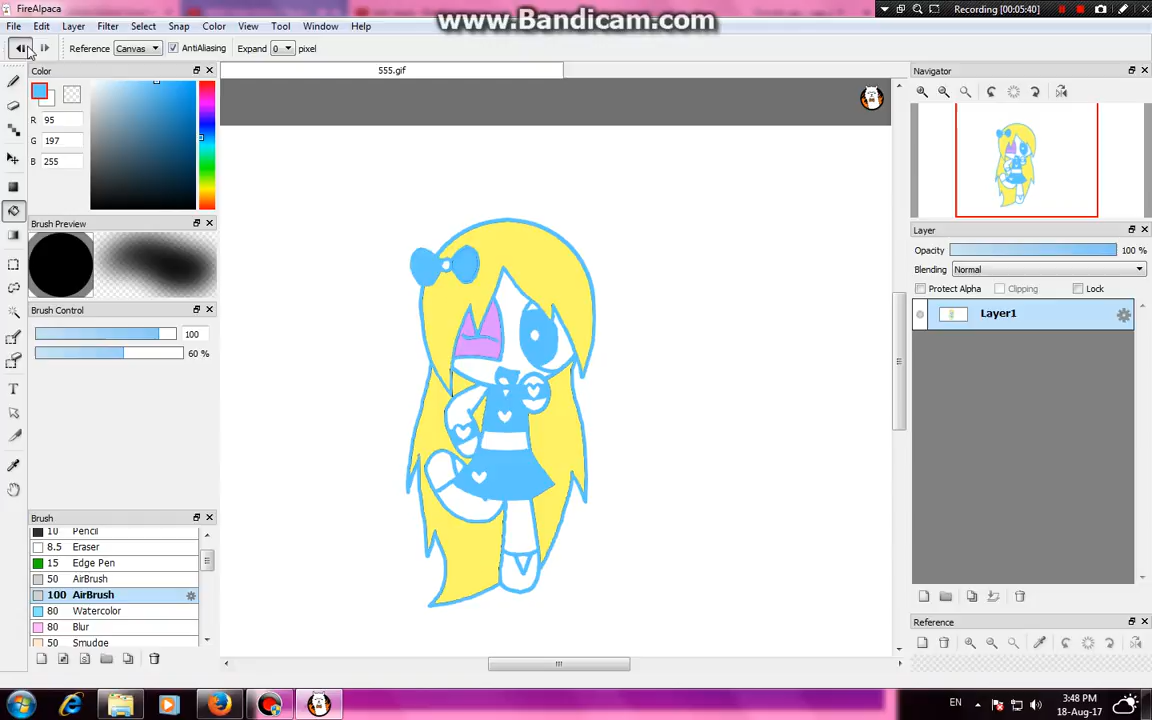 FireAlpaca
www.Bandicam.com
Recording [00:05:40]
File Edit Layer Filter Select Snap Color View Tool Window Help
Reference Canvas AntiAliasing Expand 0 pixel
Color
555.gif
Navigator
R 95
G 197
B 255
Brush Preview
Layer
Opacity 100 %
Blending Normal
Protect Alpha Clipping Lock
Brush Control
Layer1
100
60 %
Brush
10 Pencil
8.5 Eraser
15 Edge Pen
50 AirBrush
100 AirBrush
80 Watercolor
80 Blur
50 Smudge
Reference
EN
3:48 PM
18-Aug-17